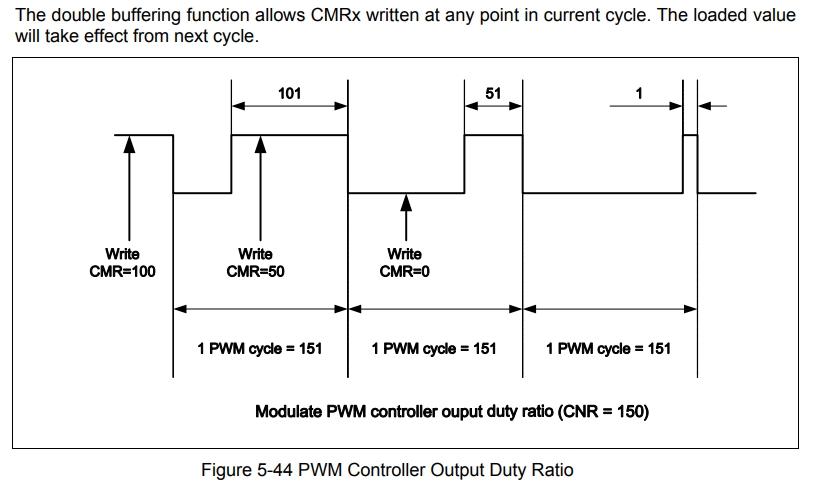 The double buffering function allows CMRx written at any point in current cycle. The loaded value
will take effect from next cycle.
101
51
1
Write
CMR=100
Write
CMR=50
Write
CMR=0
1 PWM cycle = 151
1 PWM cycle = 151
1 PWM cycle = 151
Modulate PWM controller ouput duty ratio (CNR = 150)
Figure 5-44 PWM Controller Output Duty Ratio